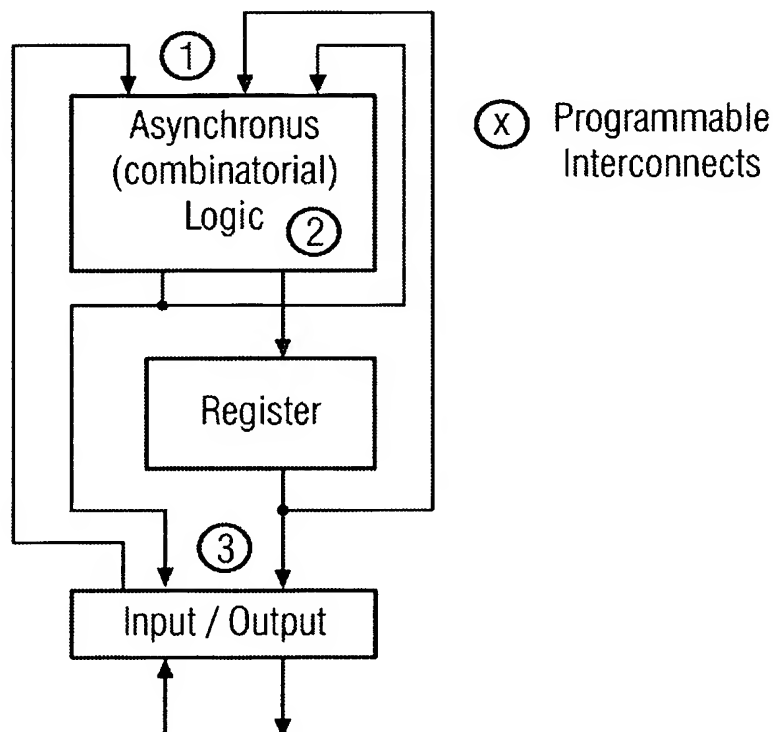 1
Asynchronus
(combinatorial)
Logic
2
X Programmable
Interconnects
Register
3
Input / Output